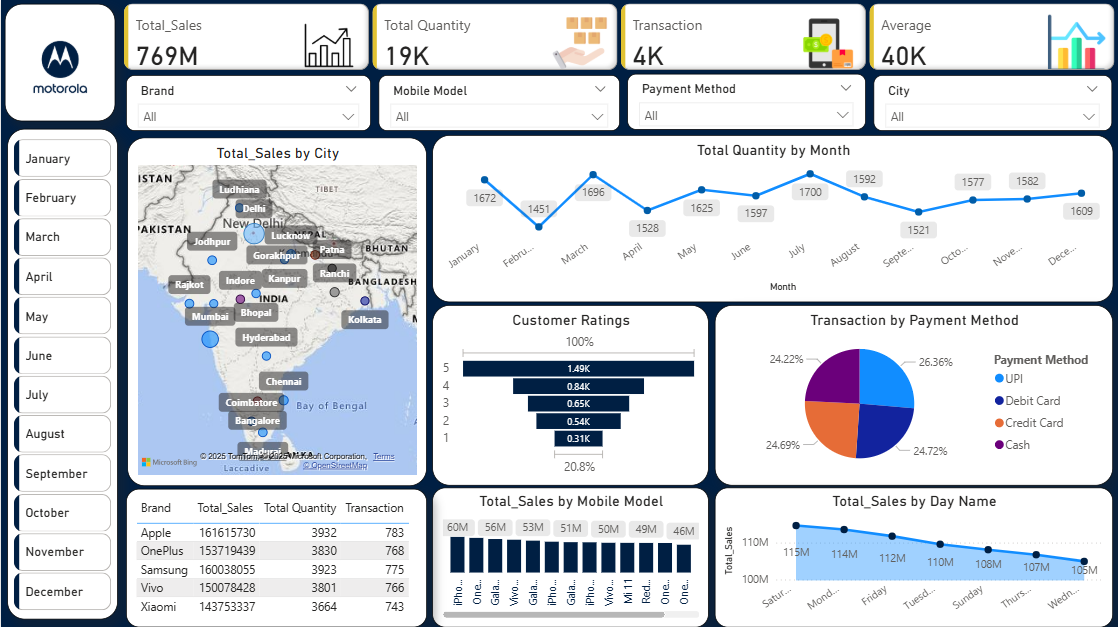 motorola
Total_Sales
769M
Total Quantity
19K
Transaction
4K
Average
40K
Brand
All
Mobile Model
All
Payment Method
All
City
All
January
February
March
April
May
June
July
August
September
October
November
December
Total_Sales by City
ISTAN
TIBET
Ludhiana
Delhi
New Delhi
PAKISTAN
Jodhpur
Lucknow
NEPAL
BHUTAN
Gorakhpur
Patna
Ranchi
Rajkot
Indore
Kanpur
BANGLADESH
INDIA
Mumbai
Bhopal
Kolkata
Hyderabad
Chennai
Coimbatore
Bay of Bengal
Bangalore
Madurai
Microsoft Bing
© 2025 TomTom, © 2025 Microsoft Corporation, Terms
© OpenStreetMap
Laccadive
Total Quantity by Month
1672
1451
1696
1528
1625
1597
1700
1592
1521
1577
1582
1609
January
Febru...
March
April
May
June
July
August
Septe...
Octo...
Nove...
Dece...
Month
Customer Ratings
100%
5 1.49K
4 0.84K
3 0.65K
2 0.54K
1 0.31K
20.8%
Transaction by Payment Method
24.22%
26.36%
24.69%
24.72%
Payment Method
UPI
Debit Card
Credit Card
Cash
Brand Total_Sales Total Quantity Transaction
Apple 161615730 3932 783
OnePlus 153719439 3830 768
Samsung 160038055 3923 775
Vivo 150078428 3801 766
Xiaomi 143753337 3664 743
Total_Sales by Mobile Model
60M 56M 53M 51M 50M 49M 46M
iPho...
One...
Gala...
Vivo...
Gala...
iPho...
Gala...
iPho...
Vivo...
Mi 11
Red...
One...
One...
Total_Sales by Day Name
Total_Sales
110M
100M
115M
114M
112M
110M
108M
107M
105M
Satur...
Mond...
Friday
Tuesd...
Sunday
Thurs...
Wedn...